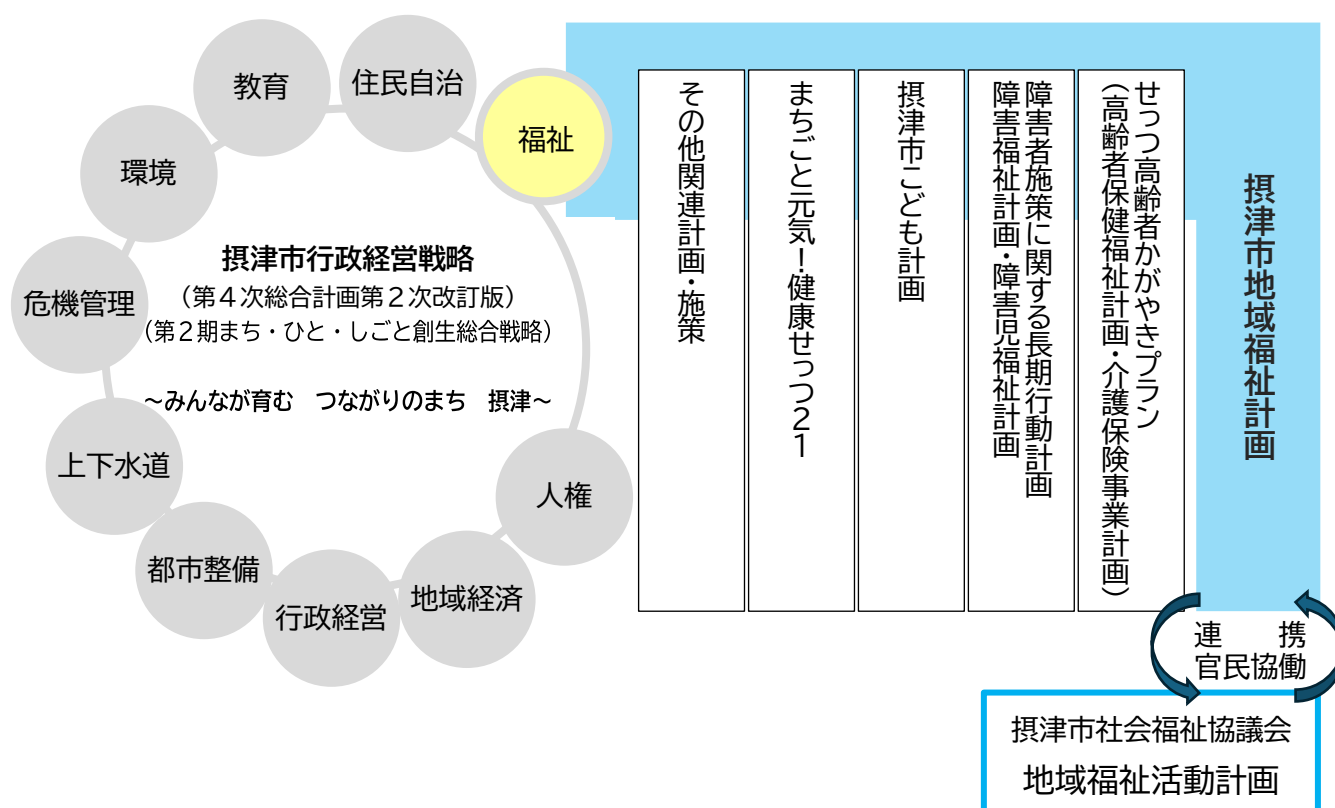 教育
住民自治
福祉
環境
危機管理
上下水道
都市整備
行政経営
地域経済
人権
摂津市行政経営戦略
（第４次総合計画第２次改訂版）
（第２期まち・ひと・しごと創生総合戦略）
～みんなが育む　つながりのまち　摂津～
摂津市地域福祉計画
せっつ高齢者かがやきプラン
（高齢者保健福祉計画・介護保険事業計画）
障害者施策に関する長期行動計画
障害福祉計画・障害児福祉計画
摂津市こども計画
まちごと元気！健康せっつ２１
その他関連計画・施策
連　携
官民協働
摂津市社会福祉協議会
地域福祉活動計画